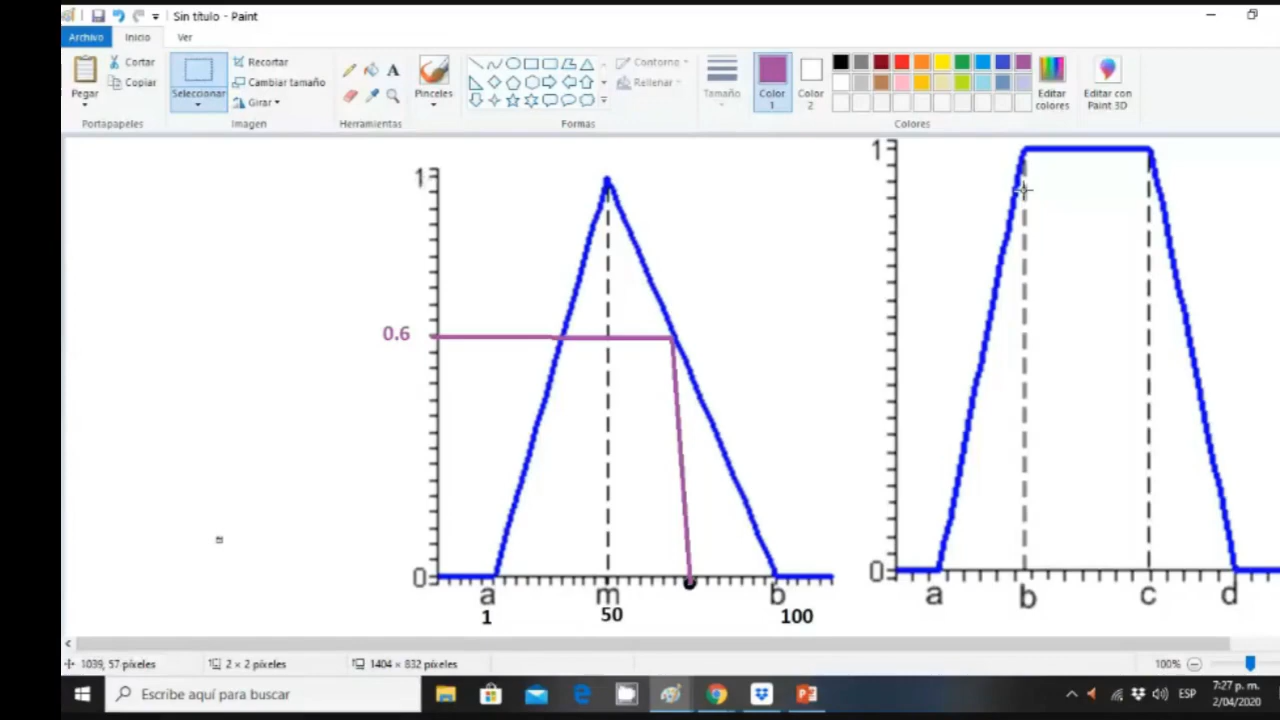 Sin título - Paint
Archivo Inicio Ver
Pegar
Cortar
Copiar
Portapapeles
Seleccionar
Recortar
Cambiar tamaño
Girar
Imagen
A
Herramientas
Pinceles
Contorno
Rellenar
Formas
Tamaño
Color 1
Color 2
Editar colores
Colores
Editar con Paint 3D
1
0.6
0
a m b
1 50 100
1
0
a b c d
1039, 57 píxeles 2 × 2 píxeles 1404 × 832 píxeles 100%
Escribe aquí para buscar
ESP
7:27 p. m.
2/04/2020